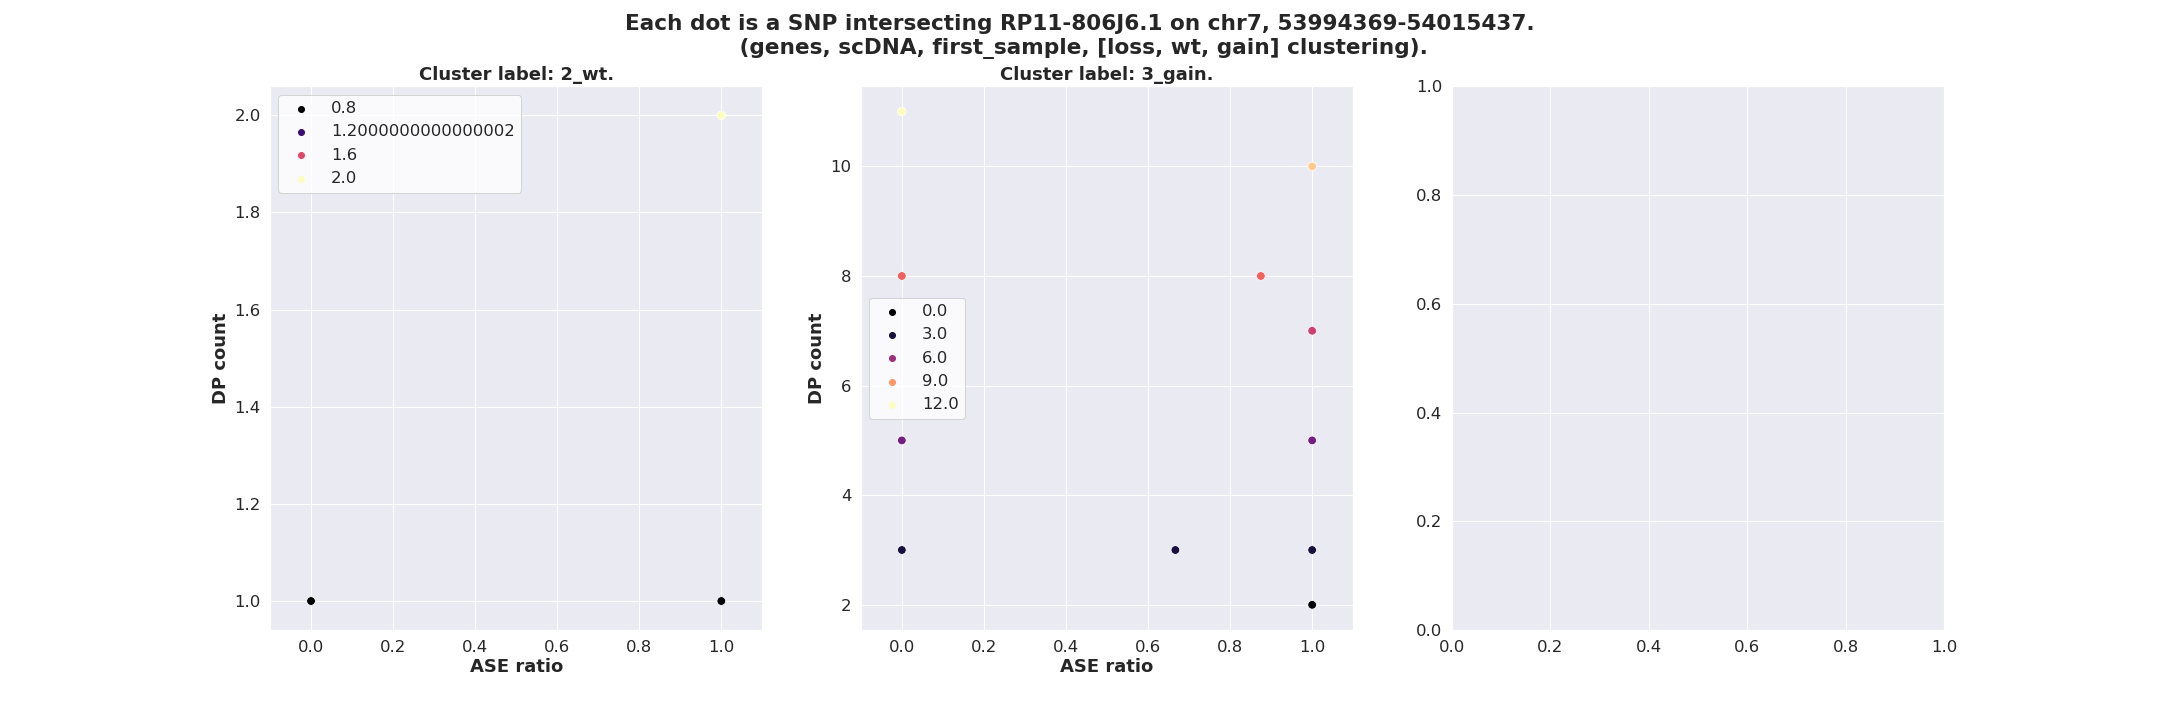 Each dot is a SNP intersecting RP11-806J6.1 on chr7, 53994369-54015437.
(genes, scDNA, first_sample, [loss, wt, gain] clustering).
Cluster label: 2_wt.
2.0
1.8
1.6
1.4
1.2
1.0
DP count
0.8
1.2000000000000002
1.6
2.0
0.0 0.2 0.4 0.6 0.8 1.0
ASE ratio
Cluster label: 3_gain.
10
8
6
4
2
DP count
0.0
3.0
6.0
9.0
12.0
0.0 0.2 0.4 0.6 0.8 1.0
ASE ratio
1.0
0.8
0.6
0.4
0.2
0.0
0.0 0.2 0.4 0.6 0.8 1.0